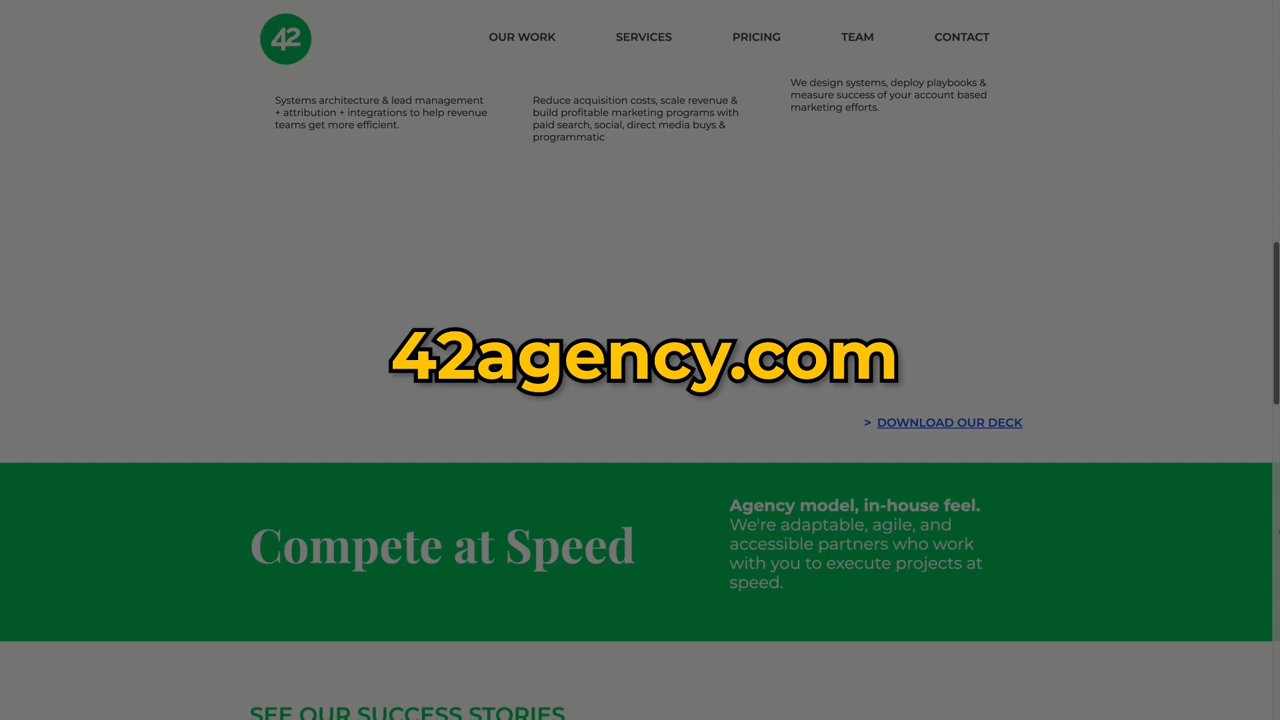 42
OUR WORK
SERVICES
PRICING
TEAM
CONTACT
Systems architecture & lead management
+ attribution + integrations to help revenue
teams get more efficient.
Reduce acquisition costs, scale revenue &
build profitable marketing programs with
paid search, social, direct media buys &
programmatic
We design systems, deploy playbooks &
measure success of your account based
marketing efforts.
42agency.com
> DOWNLOAD OUR DECK
Compete at Speed
Agency model, in-house feel.
We're adaptable, agile, and
accessible partners who work
with you to execute projects at
speed.
SEE OUR SUCCESS STORIES